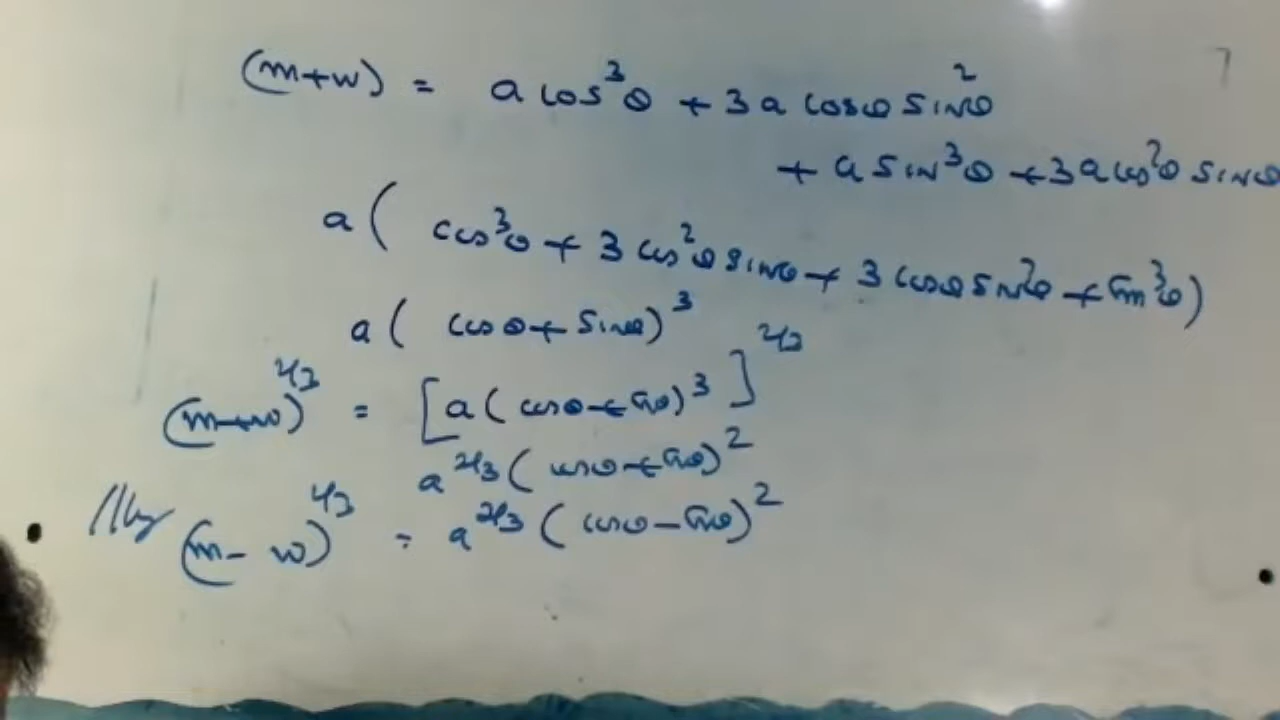 (m+w) = a cos³θ + 3a cosθ sin²θ
+ a sin³θ + 3a cos²θ sinθ
a( cos³θ + 3 cos²θ sinθ + 3 cosθ sin²θ + sin³θ)
a( cosθ + sinθ)³
(m+w)^2/3 = [a(cosθ+sinθ)³]^2/3
a^2/3 (cosθ+sinθ)²
//ly (m-w)^2/3 = a^2/3 (cosθ-sinθ)²